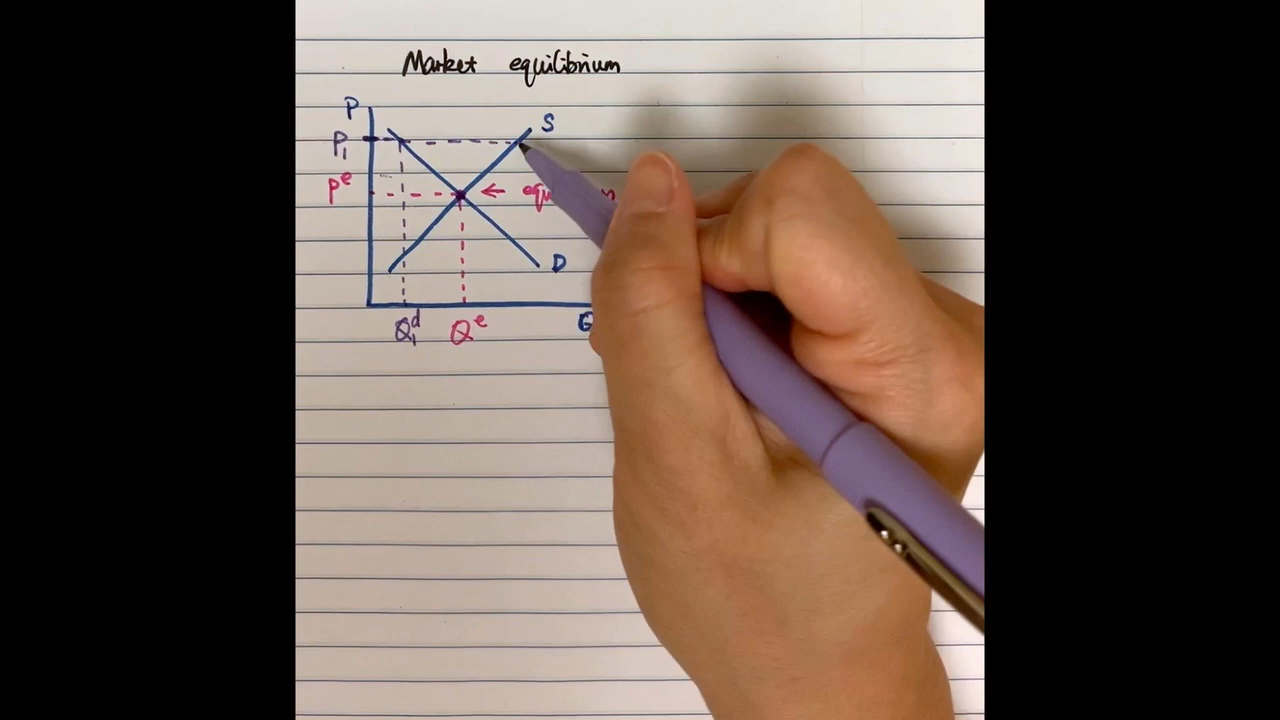 Market equilibrium
P
S
P₁
Pᵉ ←
D
Q₁ᵈ Qᵉ